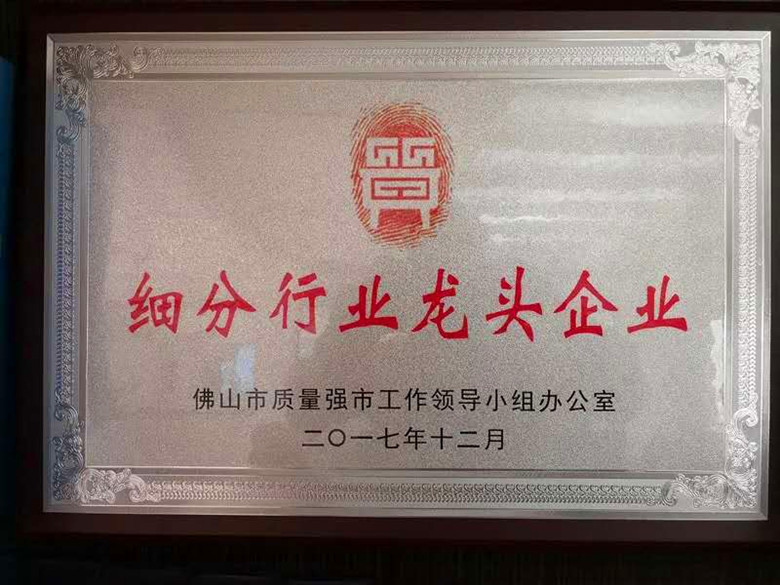 细分行业龙头企业
佛山市质量强市工作领导小组办公室
二〇一七年十二月